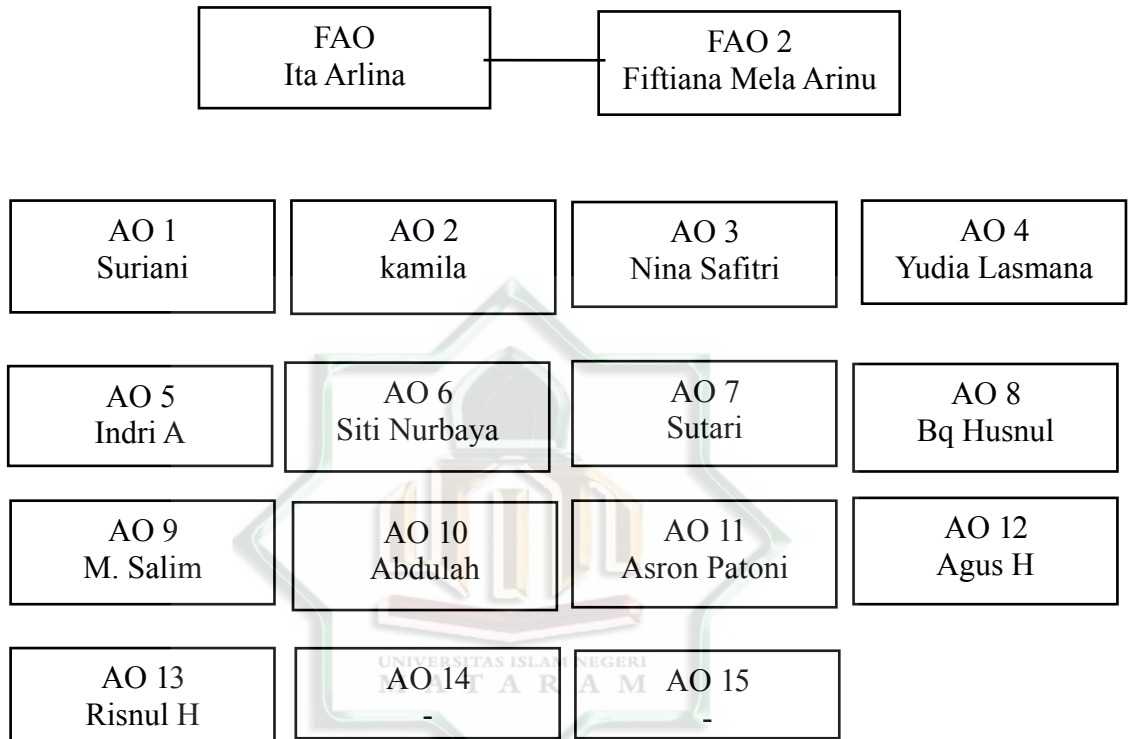 FAO
Ita Arlina
FAO 2
Fiftiana Mela Arinu
AO 1
Suriani
AO 2
kamila
AO 3
Nina Safitri
AO 4
Yudia Lasmana
AO 5
Indri A
AO 6
Siti Nurbaya
AO 7
Sutari
AO 8
Bq Husnul
AO 9
M. Salim
AO 10
Abdulah
AO 11
Asron Patoni
AO 12
Agus H
AO 13
Risnul H
AO 14
-
AO 15
-
UNIVERSITAS ISLAM NEGERI
MATARAM